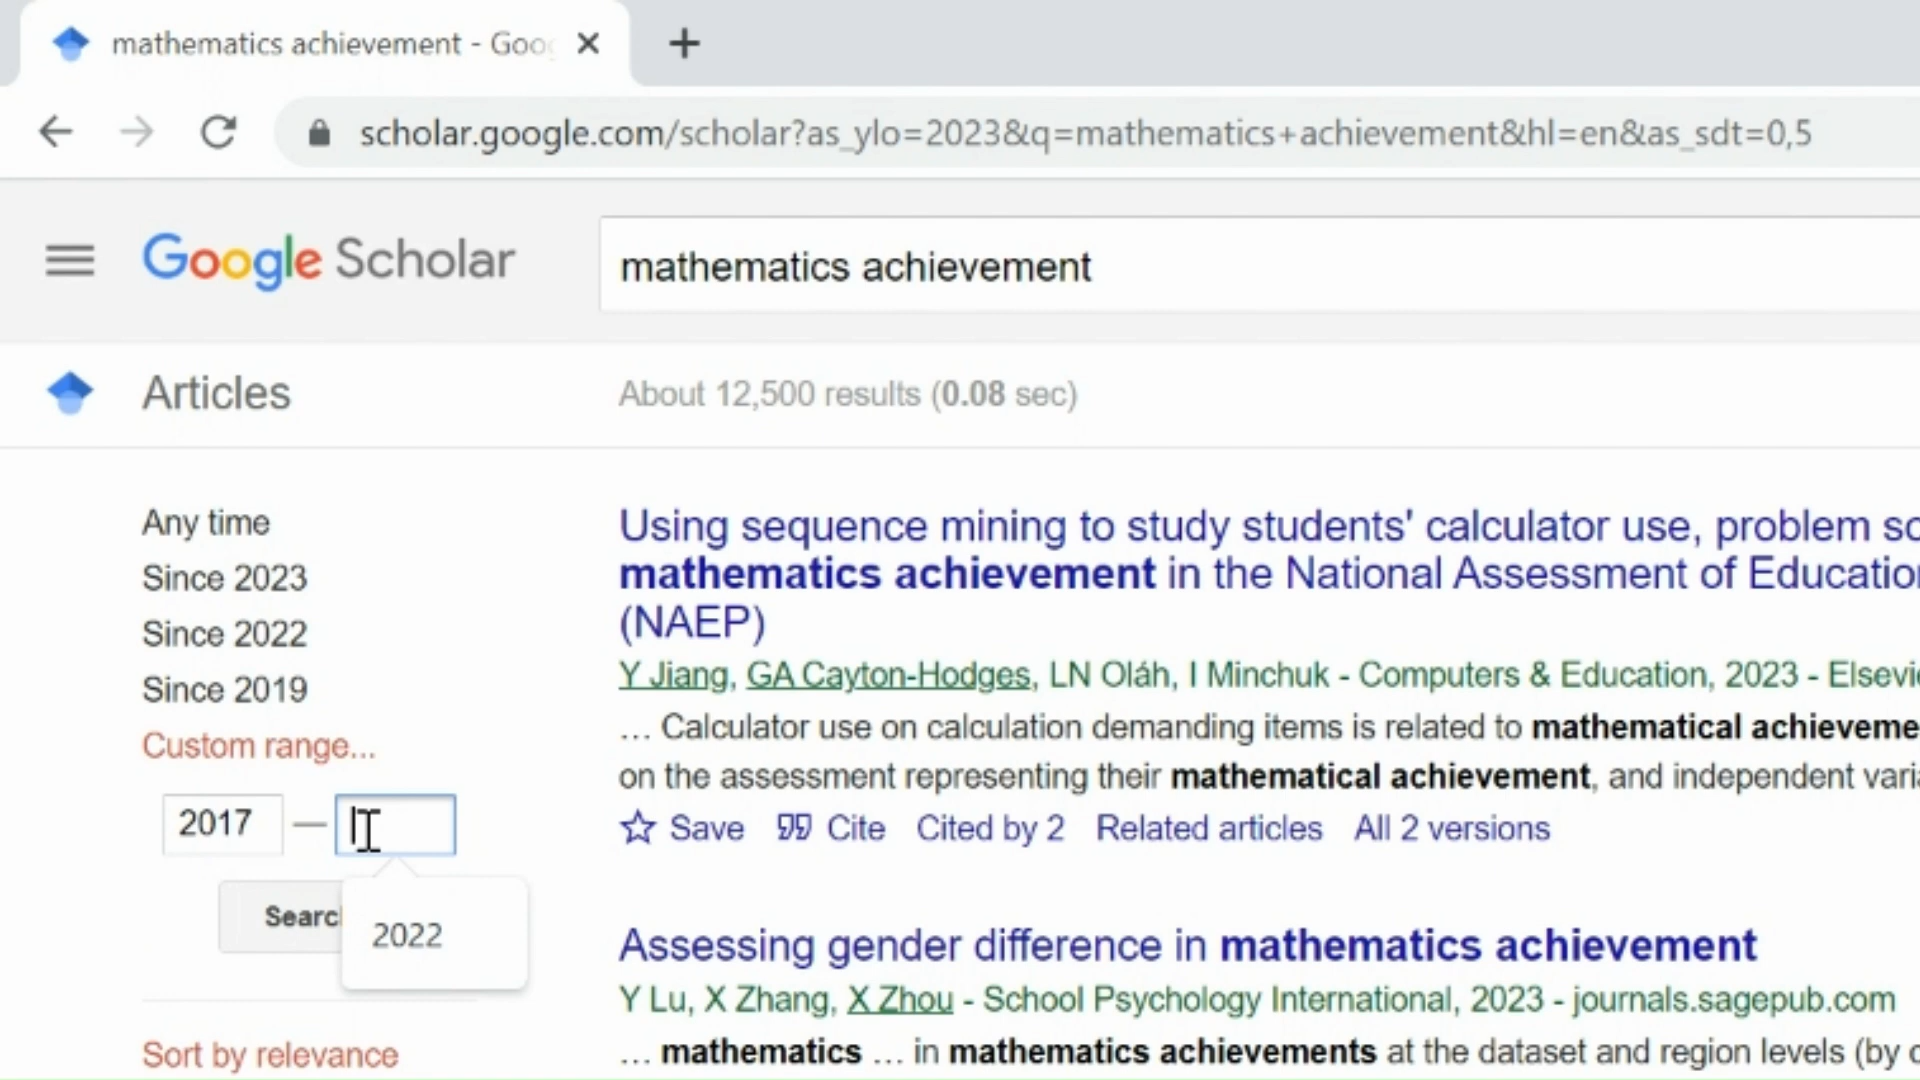 mathematics achievement - Goo
scholar.google.com/scholar?as_ylo=2023&q=mathematics+achievement&hl=en&as_sdt=0,5
Google Scholar
mathematics achievement
Articles
About 12,500 results (0.08 sec)
Any time
Since 2023
Since 2022
Since 2019
Custom range...
2017 —
Search
2022
Sort by relevance
Using sequence mining to study students' calculator use, problem so
mathematics achievement in the National Assessment of Education
(NAEP)
Y Jiang, GA Cayton-Hodges, LN Oláh, I Minchuk - Computers & Education, 2023 - Elsevie
... Calculator use on calculation demanding items is related to mathematical achieveme
on the assessment representing their mathematical achievement, and independent varia
Save Cite Cited by 2 Related articles All 2 versions
Assessing gender difference in mathematics achievement
Y Lu, X Zhang, X Zhou - School Psychology International, 2023 - journals.sagepub.com
... mathematics ... in mathematics achievements at the dataset and region levels (by c